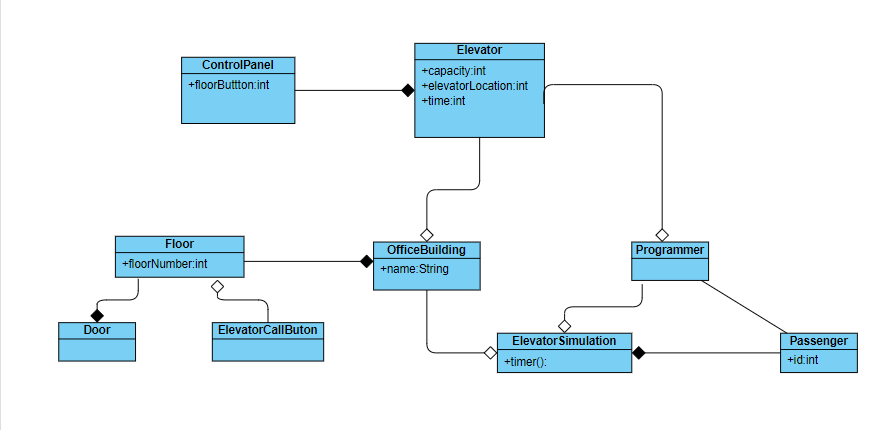 Elevator
+capacity:int
+elevatorLocation:int
+time:int
ControlPanel
+floorButtton:int
Floor
+floorNumber:int
OfficeBuilding
+name:String
Programmer
Door
ElevatorCallButon
ElevatorSimulation
+timer():
Passenger
+id:int